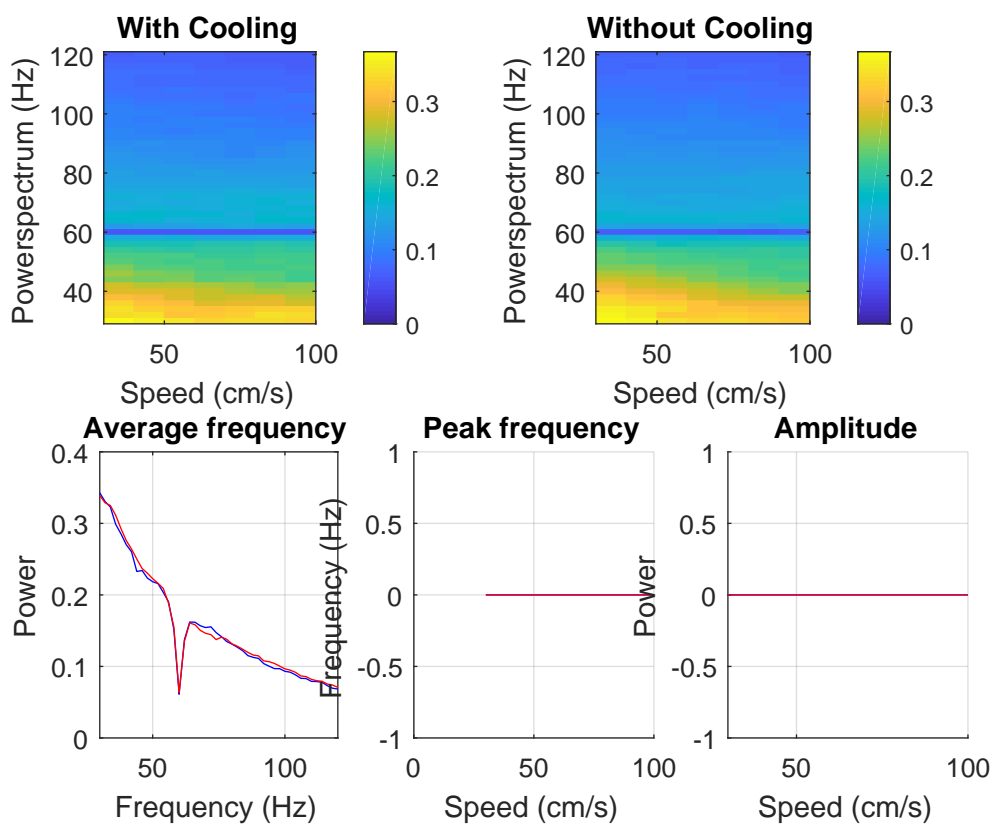 With Cooling
Powerspectrum (Hz)
120
100
80
60
40
50
100
Speed (cm/s)
0.3
0.2
0.1
0
Without Cooling
Powerspectrum (Hz)
120
100
80
60
40
50
100
Speed (cm/s)
0.3
0.2
0.1
0
Average frequency
Power
0.4
0.3
0.2
0.1
0
50
100
Frequency (Hz)
Peak frequency
Frequency (Hz)
1
0.5
0
-0.5
-1
0
50
100
Speed (cm/s)
Amplitude
Power
1
0.5
0
-0.5
-1
50
100
Speed (cm/s)